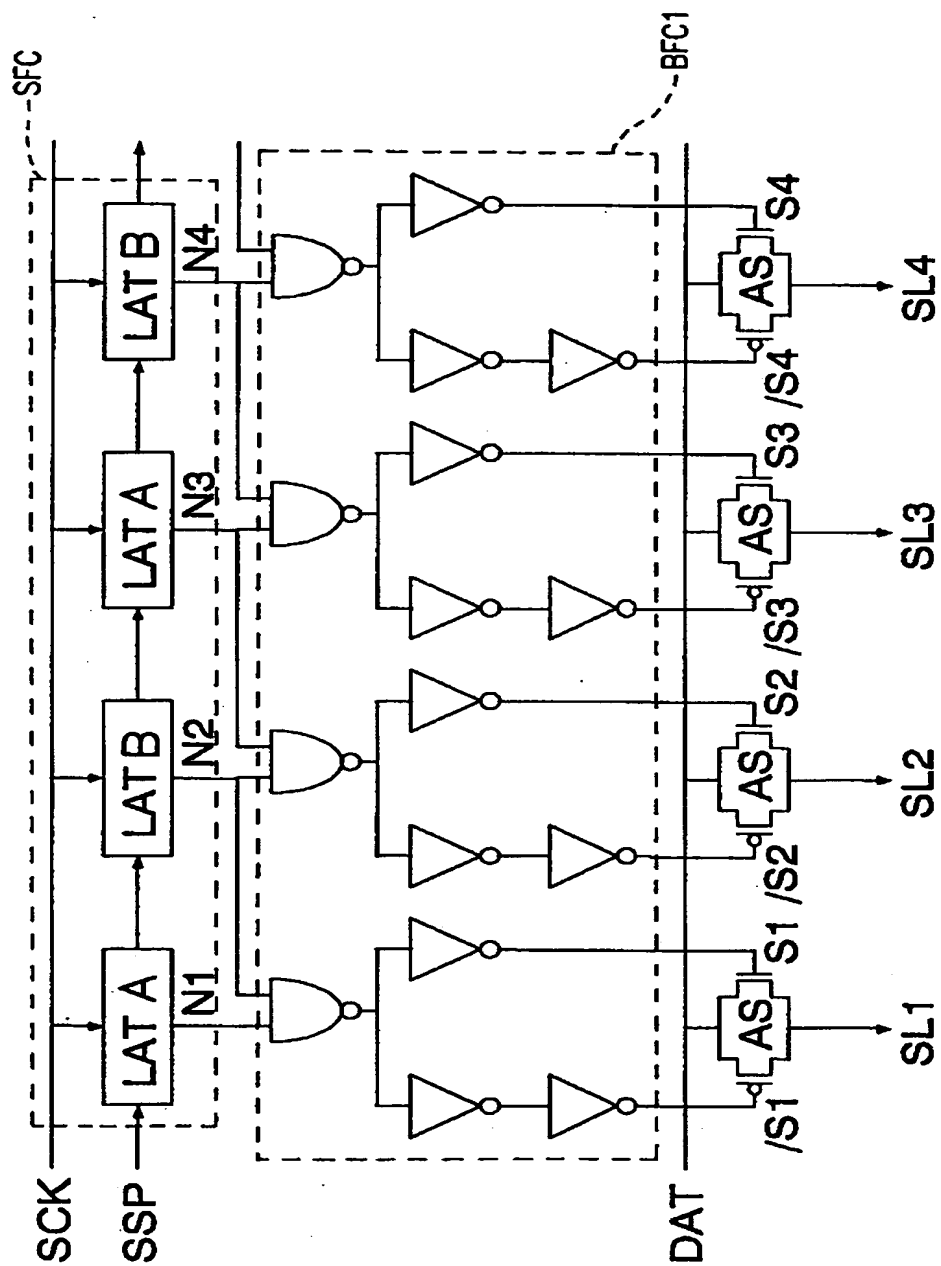 SFC
SCK
SSP
LAT A
LAT B
LAT A
LAT B
N1
N2
N3
N4
BFC1
DAT
/S1
AS
S1
/S2
AS
S2
/S3
AS
S3
/S4
AS
S4
SL1
SL2
SL3
SL4